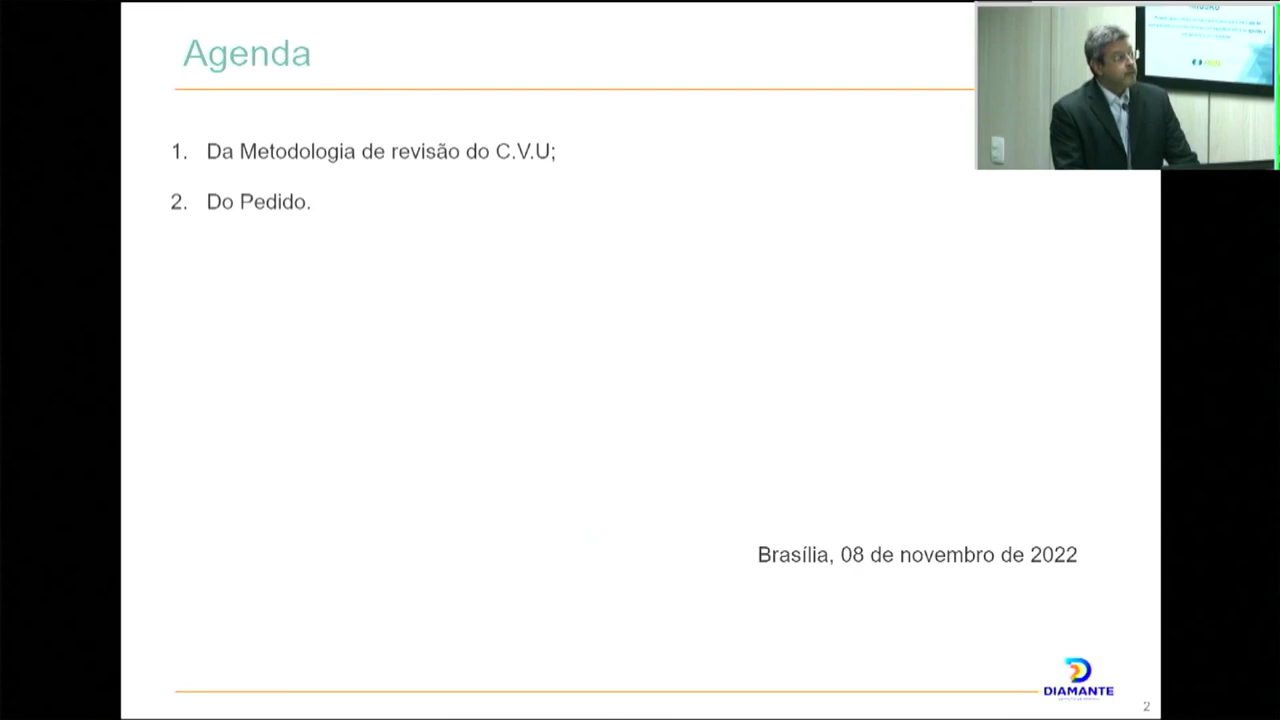 Agenda
1. Da Metodologia de revisão do C.V.U;
2. Do Pedido.
Brasília, 08 de novembro de 2022
DIAMANTE
2